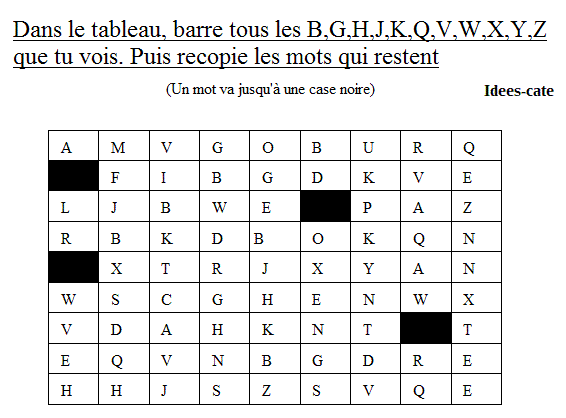 Dans le tableau, barre tous les B,G,H,J,K,Q,V,W,X,Y,Z
que tu vois. Puis recopie les mots qui restent
(Un mot va jusqu'à une case noire) Idees-cate
A M V G O B U R Q
F I B G D K V E
L J B W E P A Z
R B K D B O K Q N
X T R J X Y A N
W S C G H E N W X
V D A H K N T T
E Q V N B G D R E
H H J S Z S V Q E